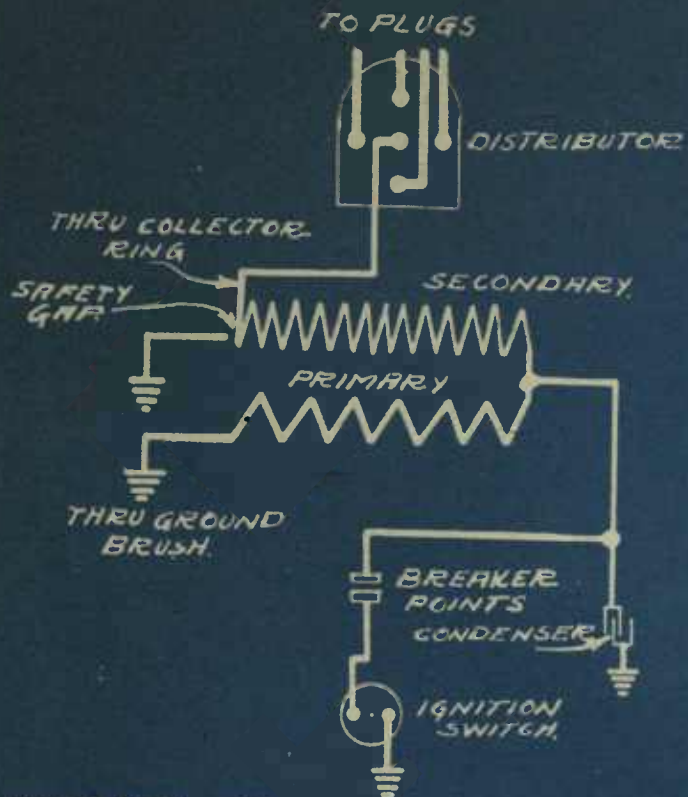 TO PLUGS
DISTRIBUTOR
THRU COLLECTOR
RING
SAFETY
GAP
SECONDARY.
PRIMARY
THRU GROUND
BRUSH.
BREAKER
POINTS
CONDENSER
IGNITION
SWITCH.